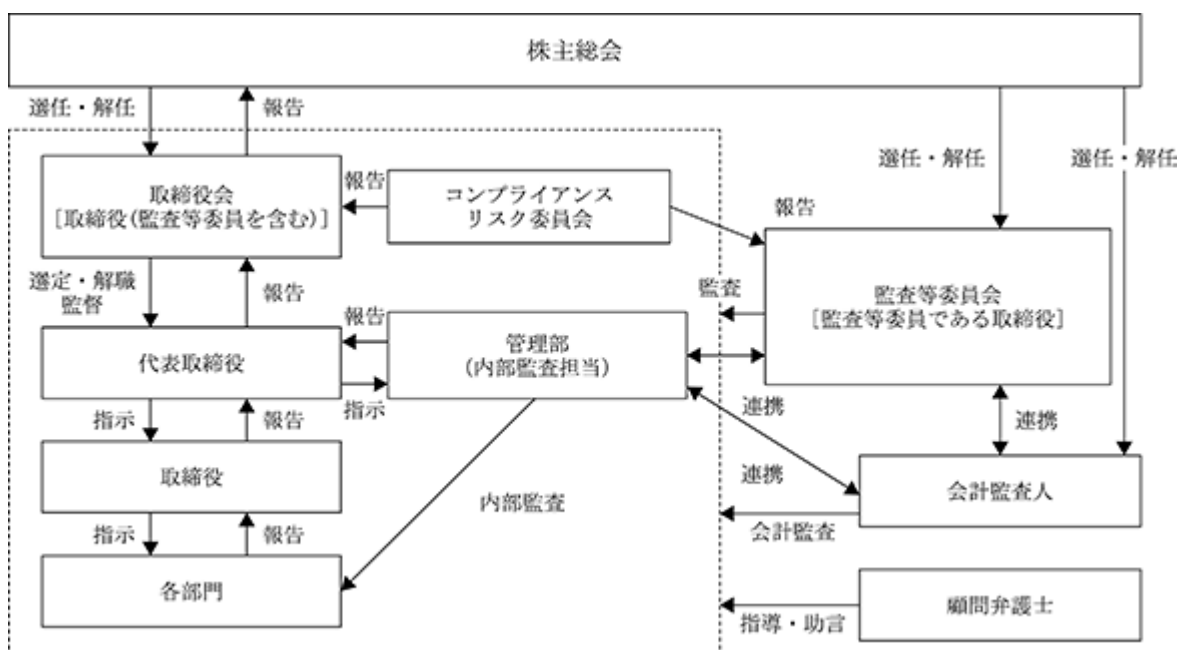 株主総会
選任・解任
報告
選任・解任
選任・解任
取締役会
[取締役(監査等委員を含む)]
報告
コンプライアンス
リスク委員会
報告
選定・解職
監督
報告
監査
監査等委員会
[監査等委員である取締役]
代表取締役
報告
指示
管理部
(内部監査担当)
連携
連携
指示
報告
取締役
内部監査
連携
会計監査人
会計監査
指示
報告
各部門
顧問弁護士
指導・助言